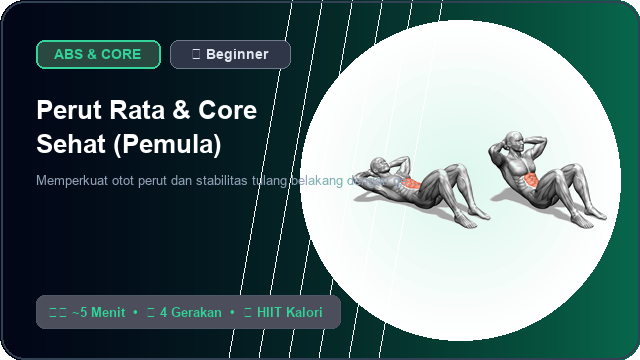 ABS & CORE
Beginner
Perut Rata & Core
Sehat (Pemula)
Memperkuat otot perut dan stabilitas tulang belakang
~5 Menit • 4 Gerakan • HIIT Kalori